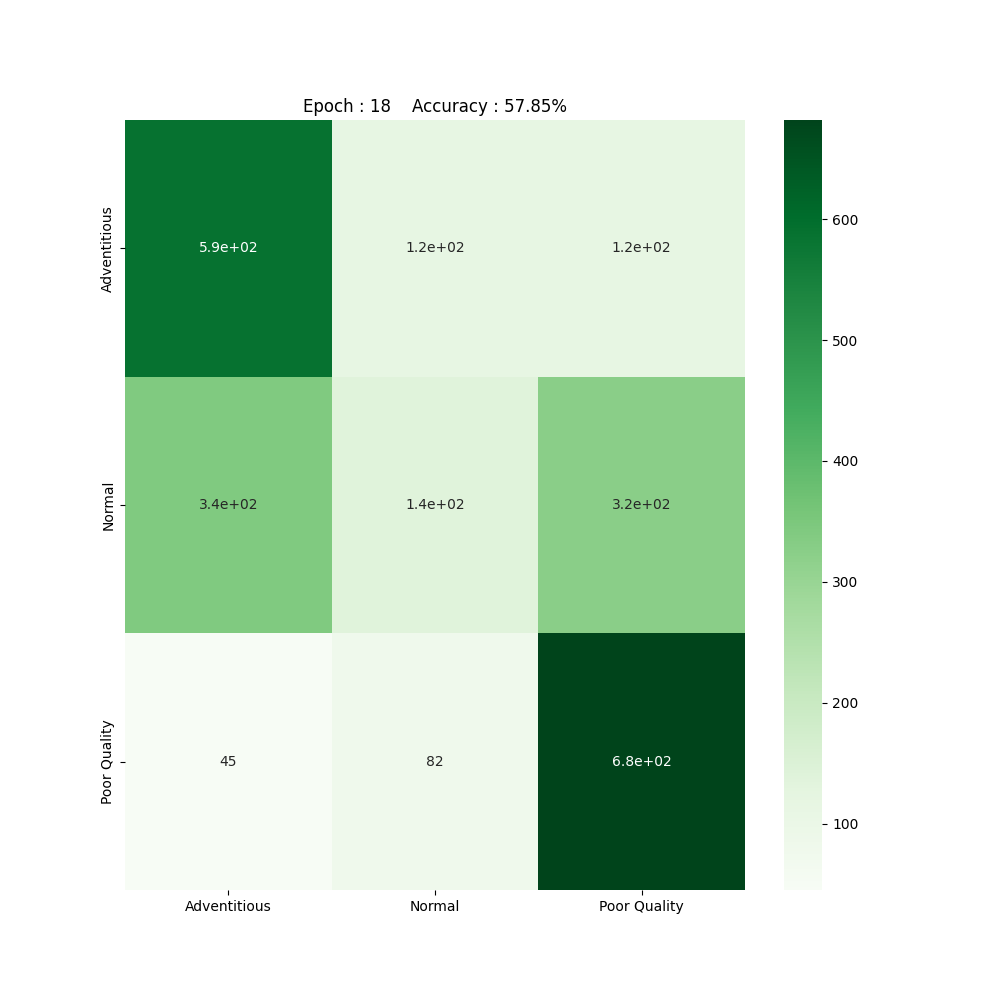 Epoch : 18    Accuracy : 57.85%
Adventitious
5.9e+02 1.2e+02 1.2e+02
Normal
3.4e+02 1.4e+02 3.2e+02
Poor Quality
45 82 6.8e+02
Adventitious Normal Poor Quality
600
500
400
300
200
100